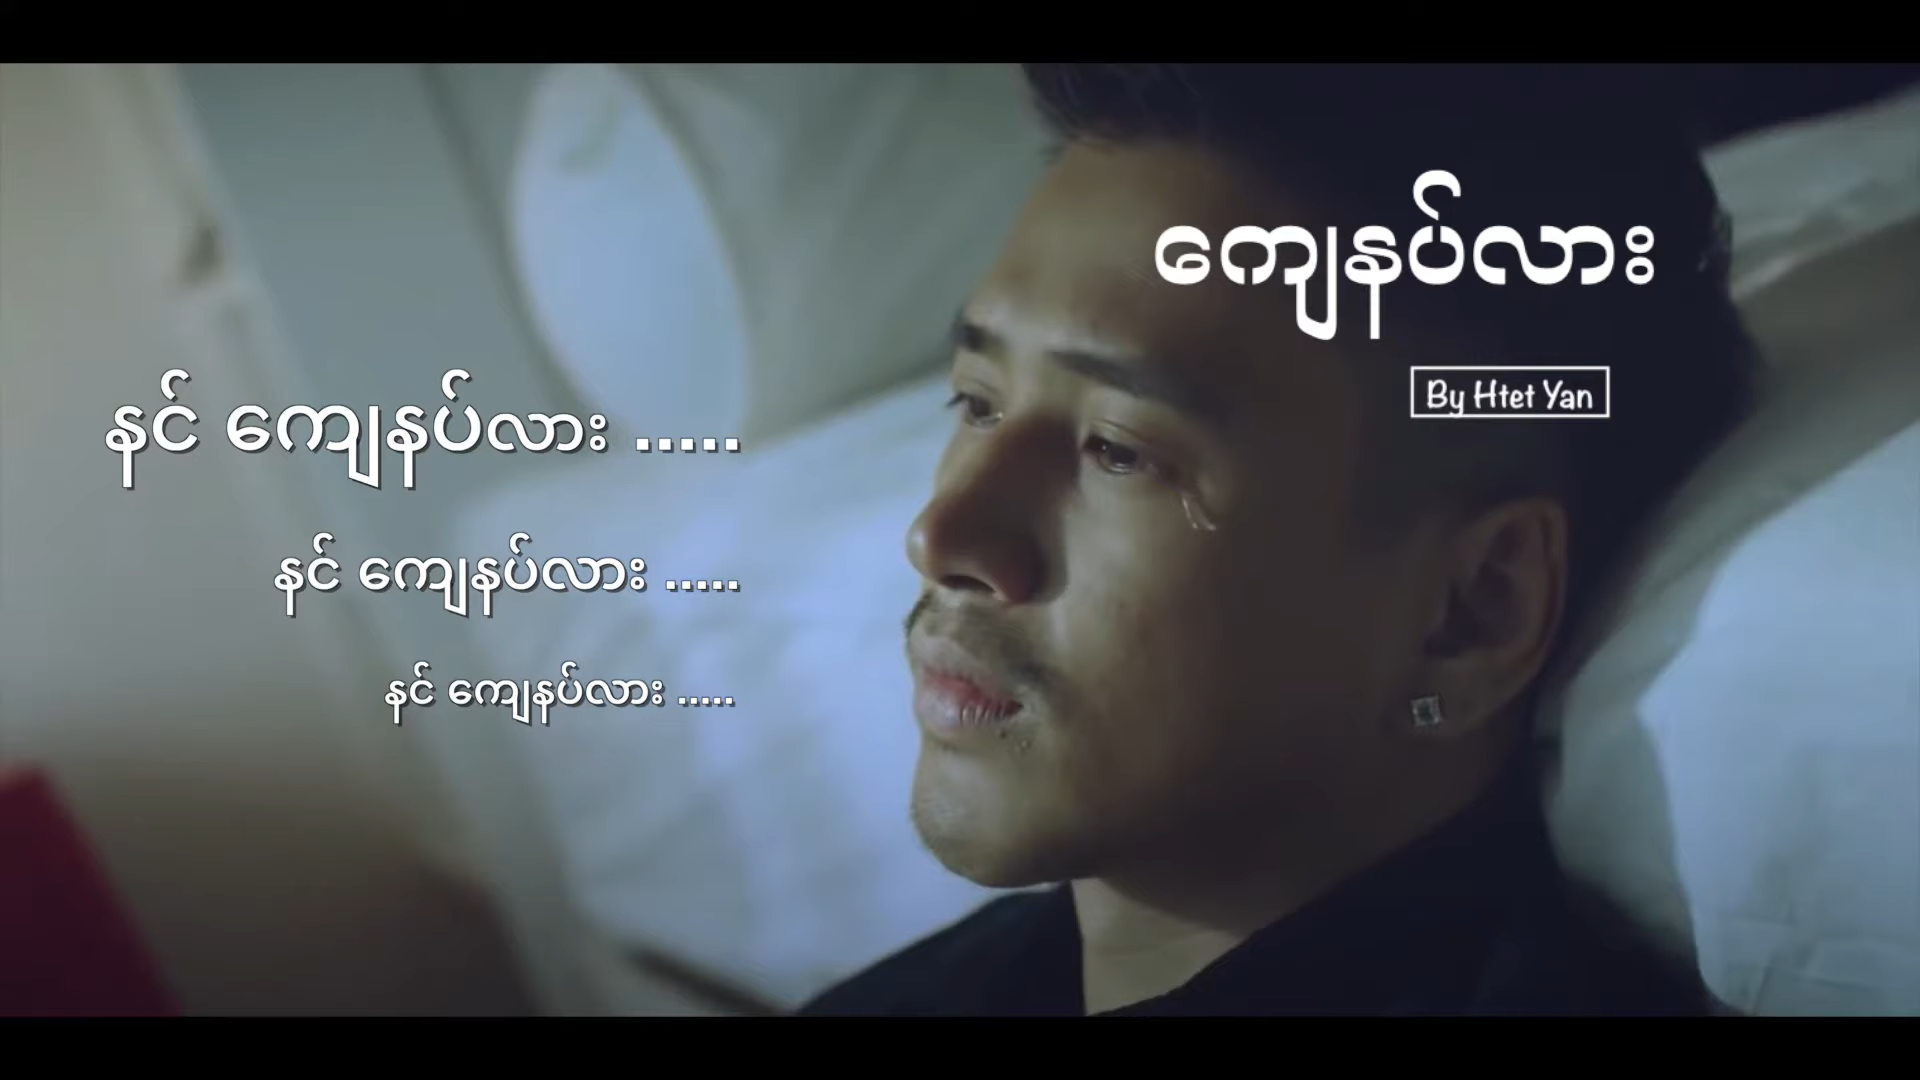 ကျေနပ်လား
By Htet Yan
နင် ကျေနပ်လား .....
နင် ကျေနပ်လား .....
နင် ကျေနပ်လား .....